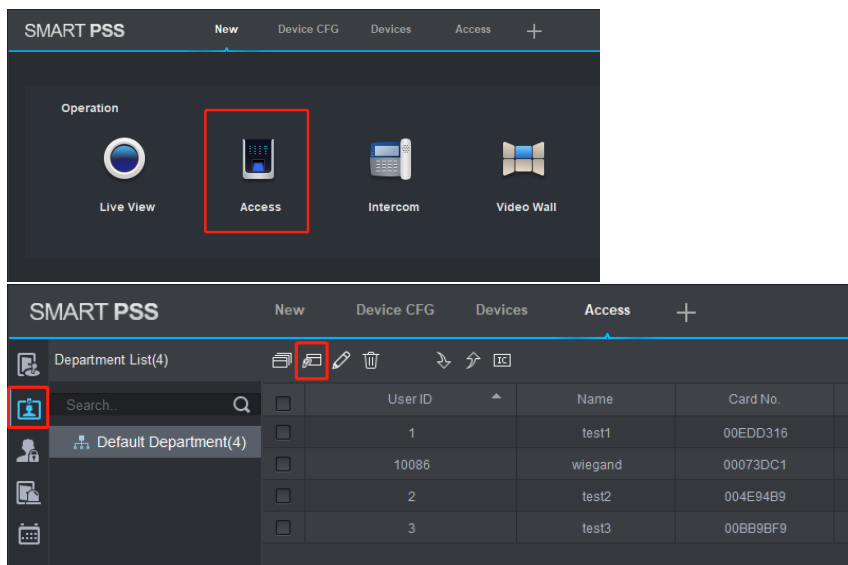 SMART PSS New Device CFG Devices Access
Operation
Live View Access Intercom Video Wall
SMART PSS New Device CFG Devices Access
Department List(4) IC
Search.. User ID Name Card No.
Default Department(4) 1 test1 00EDD316
10086 wiegand 00073DC1
2 test2 004E94B9
3 test3 00BB9BF9